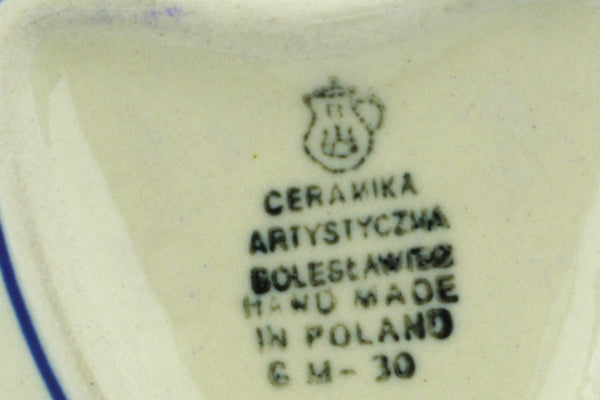 CERAMIKA
ARTYSTYCZNA
BOLESŁAWIEC
HAND MADE
IN POLAND
GM-30